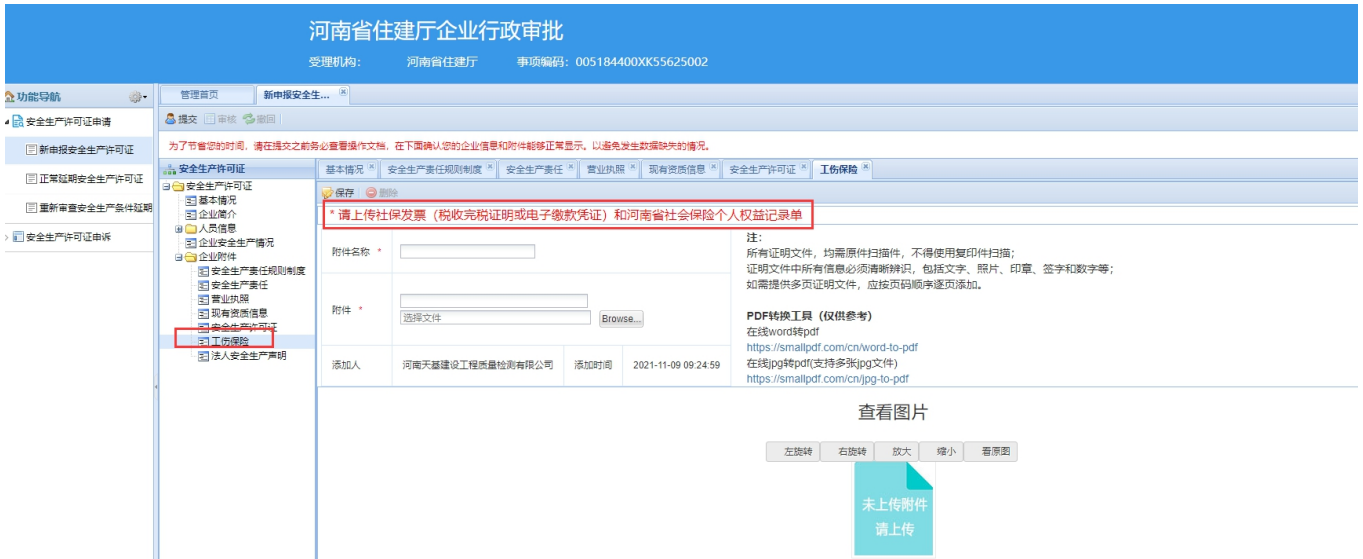 河南省住建厅企业行政审批
受理机构： 河南省住建厅 事项编码：005184400XK55625002
功能导航
管理首页 新申报安全生...
安全生产许可证申请
新申报安全生产许可证
正常延期安全生产许可证
重新审查安全生产条件延期
安全生产许可证申诉
提交 审核 撤回
为了节省您的时间，请在提交之前务必查看操作文档，在下面确认您的企业信息和附件能够正常显示。以避免发生数据缺失的情况。
安全生产许可证
安全生产许可证
基本情况
企业简介
人员信息
企业安全生产情况
企业附件
安全生产责任规则制度
安全生产责任
营业执照
现有资质信息
安全生产许可证
工伤保险
法人安全生产声明
基本情况 安全生产责任规则制度 安全生产责任 营业执照 现有资质信息 安全生产许可证 工伤保险
保存 删除
* 请上传社保发票（税收完税证明或电子缴款凭证）和河南省社会保险个人权益记录单
附件名称 *
附件 *
选择文件 Browse...
添加人 河南天基建设工程质量检测有限公司 添加时间 2021-11-09 09:24:59
注：
所有证明文件，均需原件扫描件，不得使用复印件扫描；
证明文件中所有信息必须清晰辨识，包括文字、照片、印章、签字和数字等；
如需提供多页证明文件，应按页码顺序逐页添加。
PDF转换工具（仅供参考）
在线word转pdf
https://smallpdf.com/cn/word-to-pdf
在线jpg转pdf(支持多张jpg文件)
https://smallpdf.com/cn/jpg-to-pdf
查看图片
左旋转 右旋转 放大 缩小 看原图
未上传附件
请上传